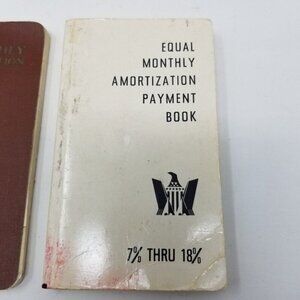 EQUAL
MONTHLY
AMORTIZATION
PAYMENT
BOOK
7% THRU 18%